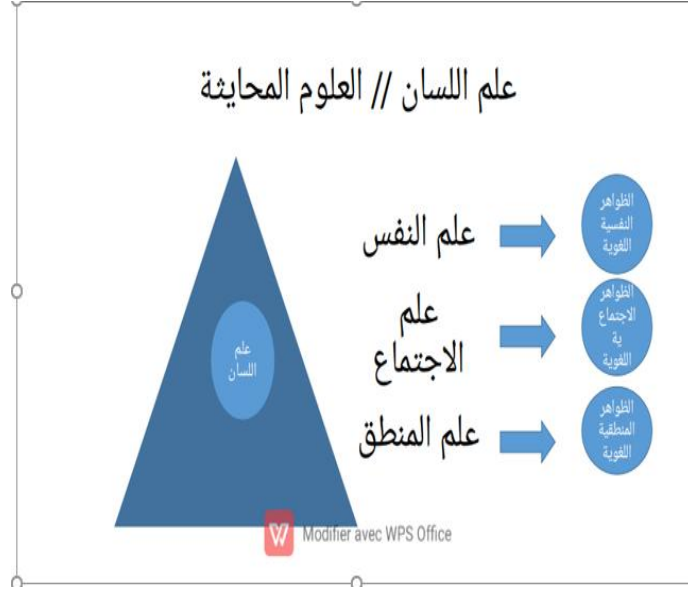 علم اللسان // العلوم المحايثة
الظواهر
النفسية
اللغوية
علم النفس
الظواهر
الاجتماع
ية
اللغوية
علم
الاجتماع
علم
اللسان
الظواهر
المنطقية
اللغوية
علم المنطق
Modifier avec WPS Office